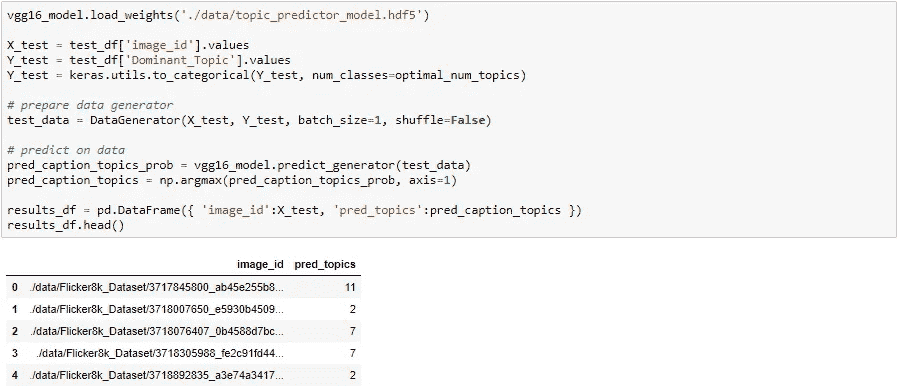 vgg16_model.load_weights('./data/topic_predictor_model.hdf5')
X_test = test_df['image_id'].values
Y_test = test_df['Dominant_Topic'].values
Y_test = keras.utils.to_categorical(Y_test, num_classes=optimal_num_topics)
# prepare data generator
test_data = DataGenerator(X_test, Y_test, batch_size=1, shuffle=False)
# predict on data
pred_caption_topics_prob = vgg16_model.predict_generator(test_data)
pred_caption_topics = np.argmax(pred_caption_topics_prob, axis=1)
results_df = pd.DataFrame({ 'image_id':X_test, 'pred_topics':pred_caption_topics })
results_df.head()
image_id pred_topics
0 ./data/Flicker8k_Dataset/3717845800_ab45e255b8... 11
1 ./data/Flicker8k_Dataset/3718007650_e5930b4509... 2
2 ./data/Flicker8k_Dataset/3718076407_0b4588d7bc... 7
3 ./data/Flicker8k_Dataset/3718305988_fe2c91fd44... 7
4 ./data/Flicker8k_Dataset/3718892835_a3e74a3417... 2